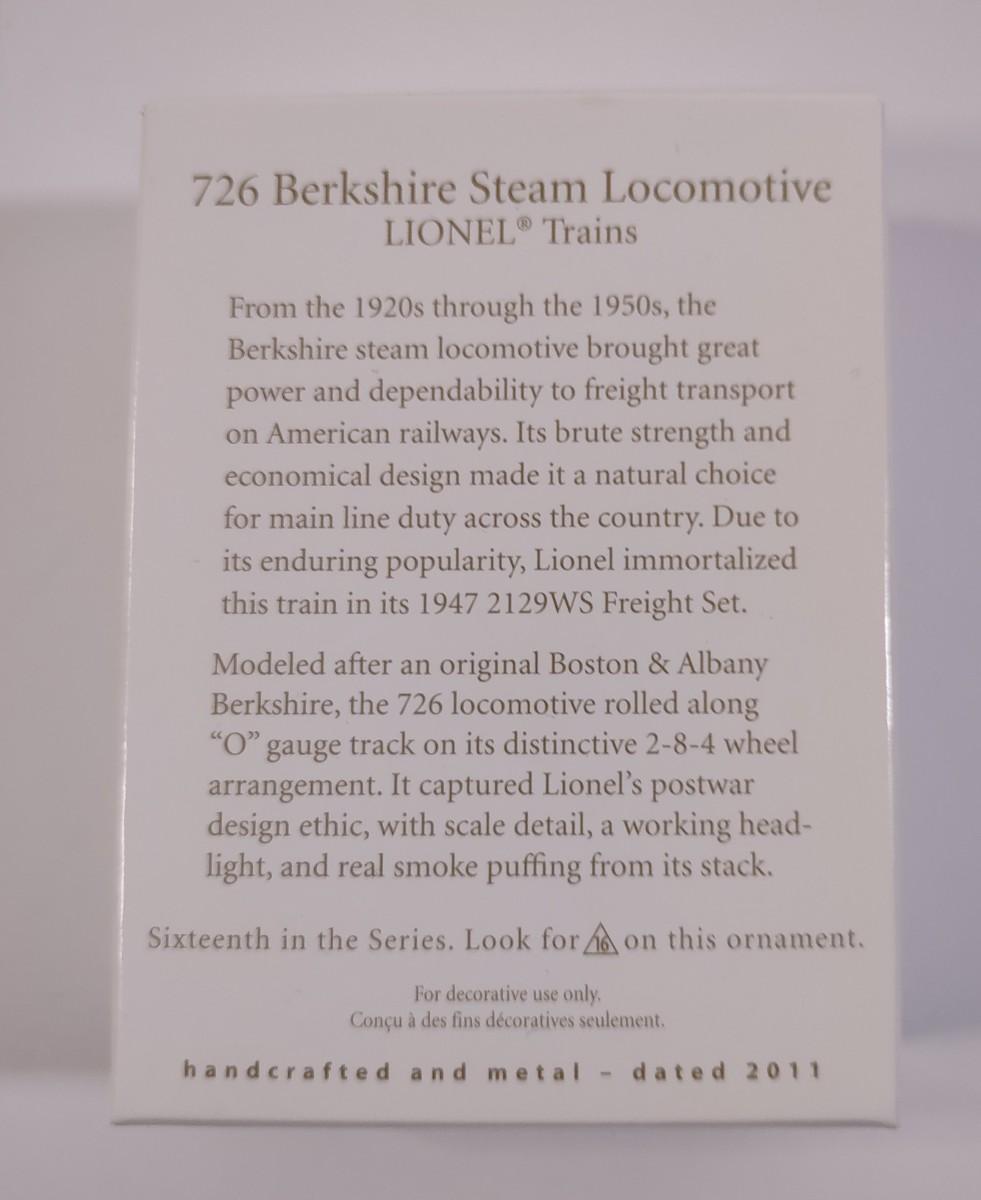 726 Berkshire Steam Locomotive
LIONEL® Trains
From the 1920s through the 1950s, the
Berkshire steam locomotive brought great
power and dependability to freight transport
on American railways. Its brute strength and
economical design made it a natural choice
for main line duty across the country. Due to
its enduring popularity, Lionel immortalized
this train in its 1947 2129WS Freight Set.
Modeled after an original Boston & Albany
Berkshire, the 726 locomotive rolled along
“O” gauge track on its distinctive 2-8-4 wheel
arrangement. It captured Lionel’s postwar
design ethic, with scale detail, a working head-
light, and real smoke puffing from its stack.
Sixteenth in the Series. Look for 16 on this ornament.
For decorative use only.
Conçu à des fins décoratives seulement.
handcrafted and metal – dated 2011